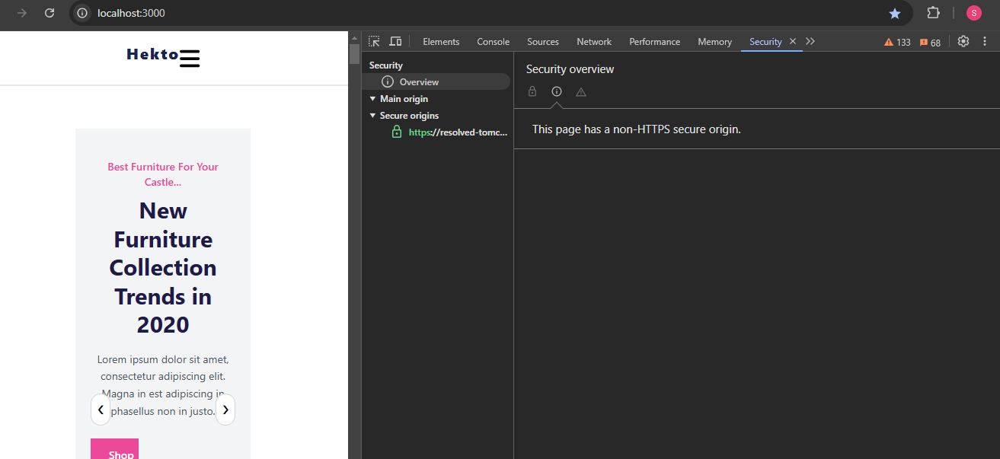 localhost:3000
S
Hekto
Elements Console Sources Network Performance Memory Security 133 68
Security
Overview
Main origin
Secure origins
https://resolved-tomc...
Security overview
This page has a non-HTTPS secure origin.
Best Furniture For Your
Castle...
New
Furniture
Collection
Trends in
2020
Lorem ipsum dolor sit amet,
consectetur adipiscing elit.
Magna in est adipiscing in
phasellus non in justo.
Shop